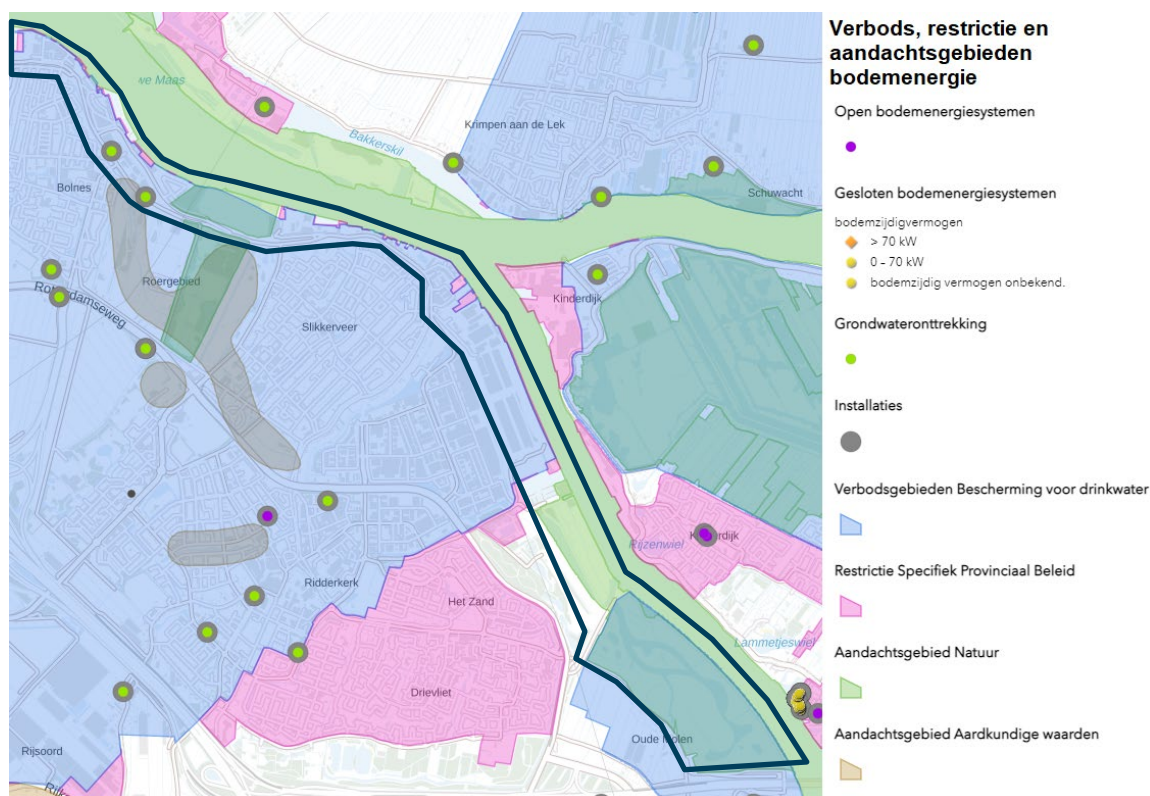 Verbods, restrictie en
aandachtsgebieden
bodemenergie
Open bodemenergiesystemen
Gesloten bodemenergiesystemen
bodemzijdigvermogen
> 70 kW
0 - 70 kW
bodemzijdig vermogen onbekend.
Grondwateronttrekking
Installaties
Verbodsgebieden Bescherming voor drinkwater
Restrictie Specifiek Provinciaal Beleid
Aandachtsgebied Natuur
Aandachtsgebied Aardkundige waarden
we Maas
Krimpen aan de Lek
Bakkerskil
Schuwacht
Bolnes
Roergebied
Kinderdijk
Slikkerveer
Rijzenwiel
Ridderkerk
Het Zand
Lammetjeswiel
Drievliet
Rijsoord